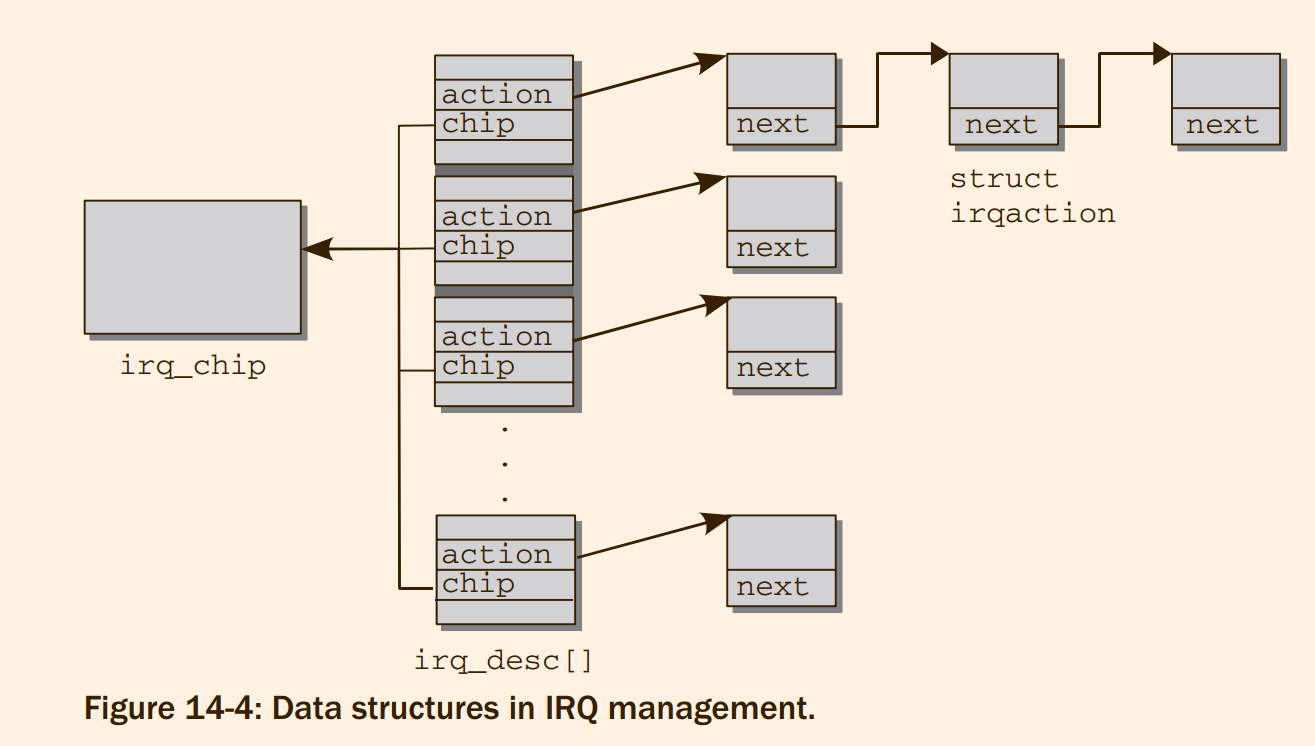 action
chip
next
next
next
struct
irqaction
action
chip
next
irq_chip
action
chip
next
.
.
.
action
chip
next
irq_desc[]
Figure 14-4: Data structures in IRQ management.